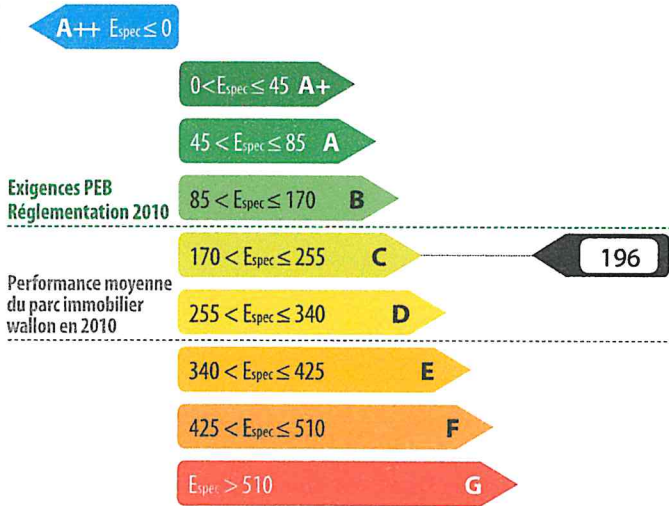 A++ Espec ≤ 0
0 < Espec ≤ 45 A+
45 < Espec ≤ 85 A
Exigences PEB
Réglementation 2010
85 < Espec ≤ 170 B
170 < Espec ≤ 255 C
196
Performance moyenne
du parc immobilier
wallon en 2010
255 < Espec ≤ 340 D
340 < Espec ≤ 425 E
425 < Espec ≤ 510 F
Espec > 510 G